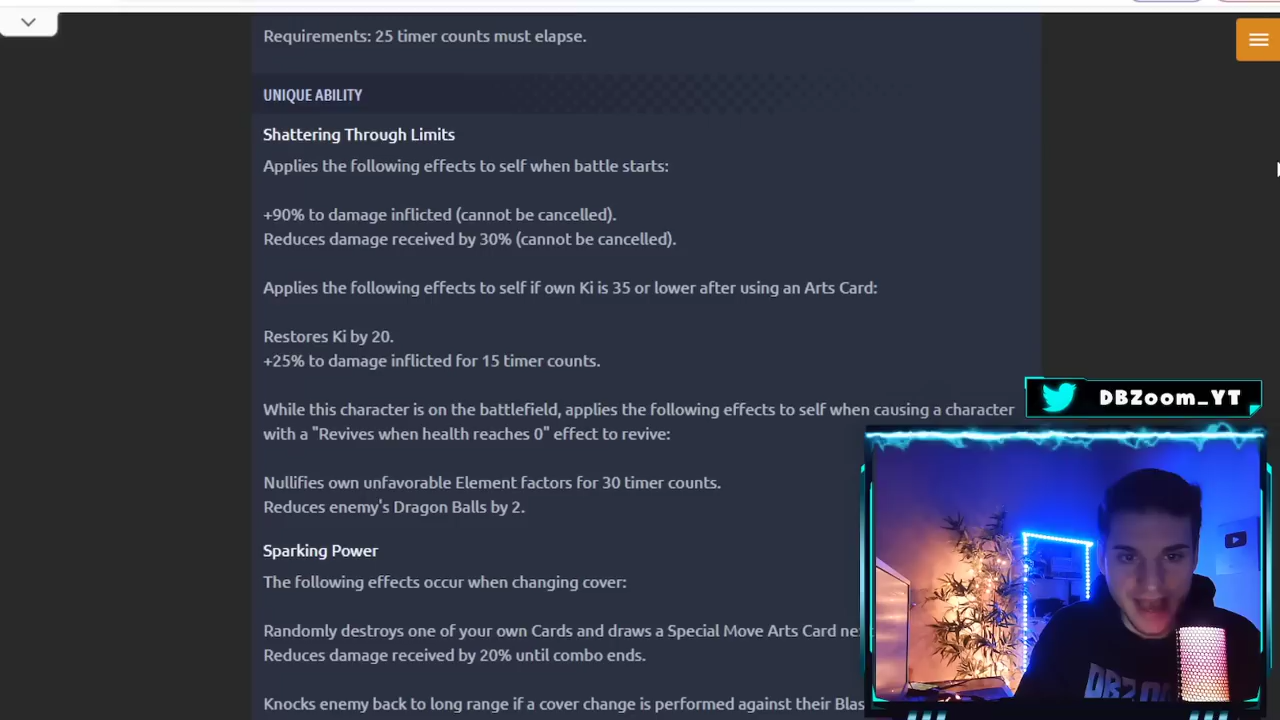 Requirements: 25 timer counts must elapse.
UNIQUE ABILITY
Shattering Through Limits
Applies the following effects to self when battle starts:
+90% to damage inflicted (cannot be cancelled).
Reduces damage received by 30% (cannot be cancelled).
Applies the following effects to self if own Ki is 35 or lower after using an Arts Card:
Restores Ki by 20.
+25% to damage inflicted for 15 timer counts.
While this character is on the battlefield, applies the following effects to self when causing a character
with a "Revives when health reaches 0" effect to revive:
Nullifies own unfavorable Element factors for 30 timer counts.
Reduces enemy's Dragon Balls by 2.
Sparking Power
The following effects occur when changing cover:
Randomly destroys one of your own Cards and draws a Special Move Arts Card
Reduces damage received by 20% until combo ends.
Knocks enemy back to long range if a cover change is performed against their
DBZoom_YT